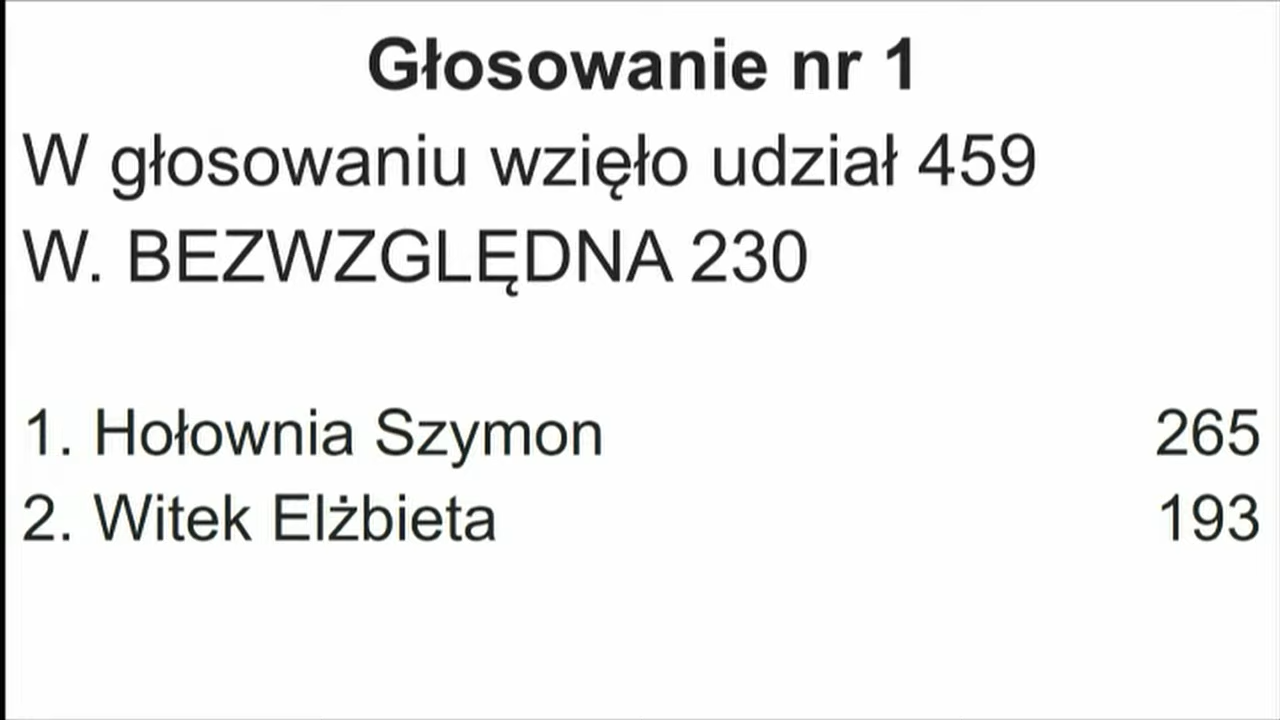 Głosowanie nr 1
W głosowaniu wzięło udział 459
W. BEZWZGLĘDNA 230
1. Hołownia Szymon 265
2. Witek Elżbieta 193